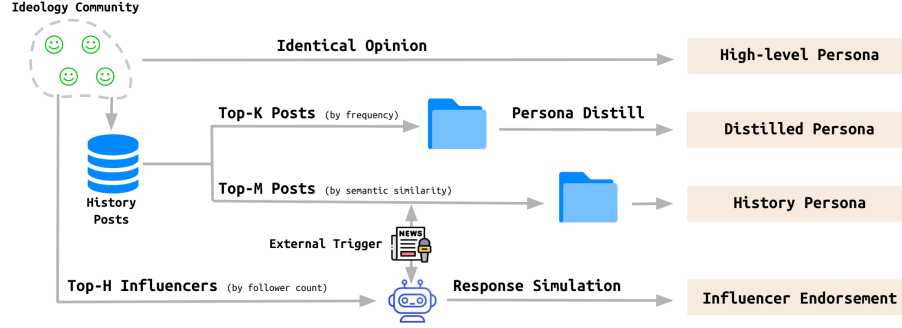 Ideology Community
Identical Opinion
High-level Persona
Top-K Posts (by frequency)
Persona Distill
Distilled Persona
History
Posts
Top-M Posts (by semantic similarity)
History Persona
External Trigger
NEWS
Top-H Influencers (by follower count)
Response Simulation
Influencer Endorsement